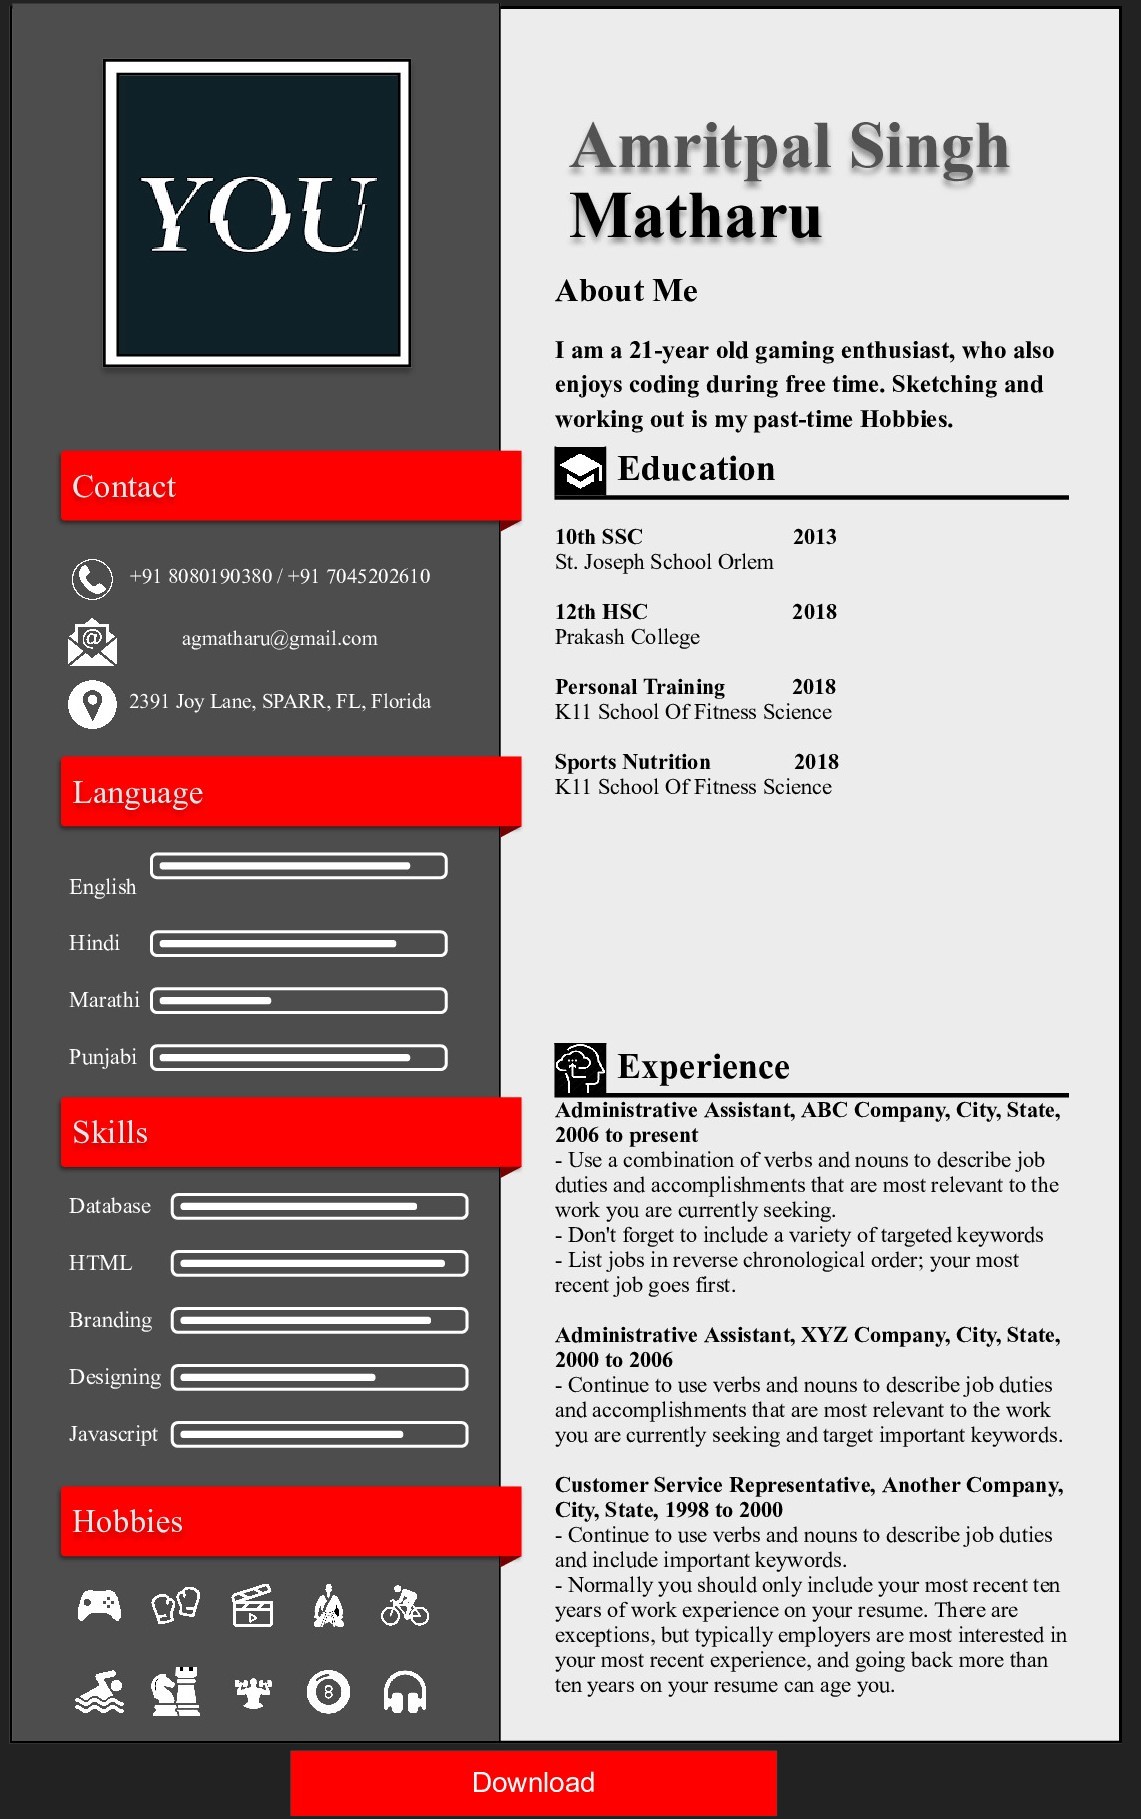 YOU
Contact
+91 8080190380 / +91 7045202610
agmatharu@gmail.com
2391 Joy Lane, SPARR, FL, Florida
Language
English
Hindi
Marathi
Punjabi
Skills
Database
HTML
Branding
Designing
Javascript
Hobbies
8
Amritpal Singh
Matharu
About Me
I am a 21-year old gaming enthusiast, who also
enjoys coding during free time. Sketching and
working out is my past-time Hobbies.
Education
10th SSC 2013
St. Joseph School Orlem
12th HSC 2018
Prakash College
Personal Training 2018
K11 School Of Fitness Science
Sports Nutrition 2018
K11 School Of Fitness Science
Experience
Administrative Assistant, ABC Company, City, State,
2006 to present
- Use a combination of verbs and nouns to describe job
duties and accomplishments that are most relevant to the
work you are currently seeking.
- Don't forget to include a variety of targeted keywords
- List jobs in reverse chronological order; your most
recent job goes first.
Administrative Assistant, XYZ Company, City, State,
2000 to 2006
- Continue to use verbs and nouns to describe job duties
and accomplishments that are most relevant to the work
you are currently seeking and target important keywords.
Customer Service Representative, Another Company,
City, State, 1998 to 2000
- Continue to use verbs and nouns to describe job duties
and include important keywords.
- Normally you should only include your most recent ten
years of work experience on your resume. There are
exceptions, but typically employers are most interested in
your most recent experience, and going back more than
ten years on your resume can age you.
Download